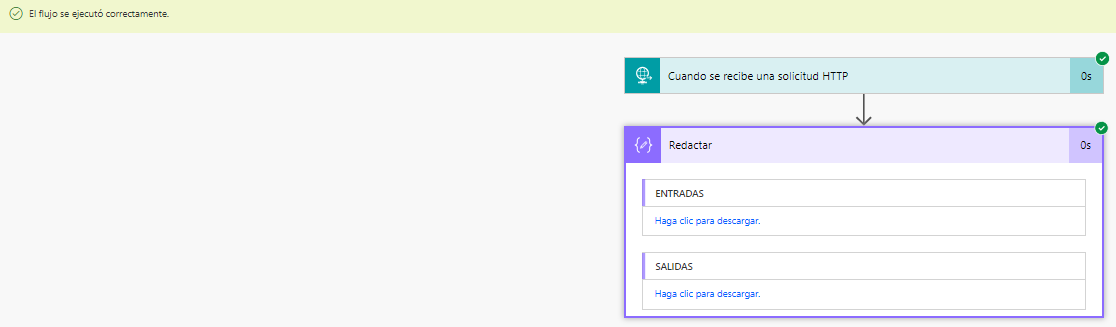 El flujo se ejecutó correctamente.
Cuando se recibe una solicitud HTTP
0s
Redactar
0s
ENTRADAS
Haga clic para descargar.
SALIDAS
Haga clic para descargar.